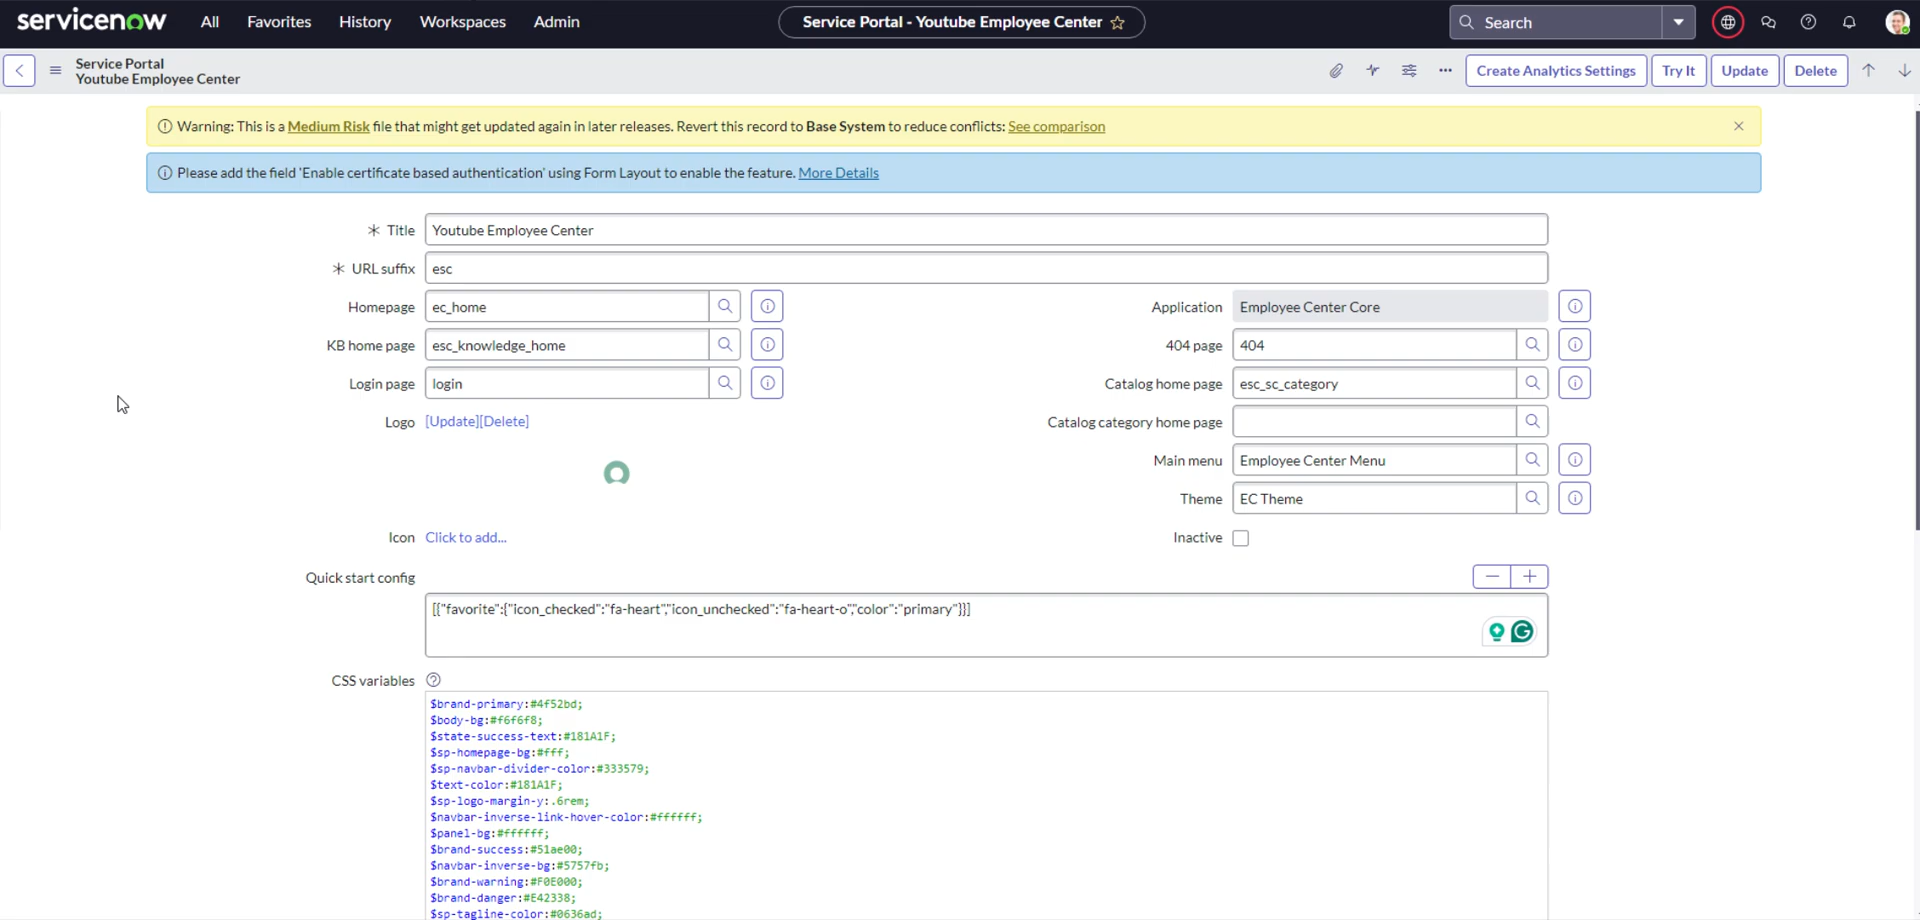 servicenow All Favorites History Workspaces Admin Service Portal - Youtube Employee Center Search
Service Portal
Youtube Employee Center
Create Analytics Settings Try It Update Delete
Warning: This is a Medium Risk file that might get updated again in later releases. Revert this record to Base System to reduce conflicts: See comparison
Please add the field 'Enable certificate based authentication' using Form Layout to enable the feature. More Details
Title Youtube Employee Center
URL suffix esc
Homepage ec_home
Application Employee Center Core
KB home page esc_knowledge_home
404 page 404
Login page login
Catalog home page esc_sc_category
Logo [Update][Delete]
Catalog category home page
Main menu Employee Center Menu
Theme EC Theme
Icon Click to add...
Inactive
Quick start config
[{"favorite":{"icon_checked":"fa-heart","icon_unchecked":"fa-heart-o","color":"primary"}}]
CSS variables
$brand-primary:#4f52bd;
$body-bg:#f6f6f8;
$state-success-text:#181A1F;
$sp-homepage-bg:#fff;
$sp-navbar-divider-color:#333579;
$text-color:#181A1F;
$sp-logo-margin-y:.6rem;
$navbar-inverse-link-hover-color:#ffffff;
$panel-bg:#ffffff;
$brand-success:#51ae00;
$navbar-inverse-bg:#5757fb;
$brand-warning:#F0E000;
$brand-danger:#E42338;
$sp-tagline-color:#0636ad;